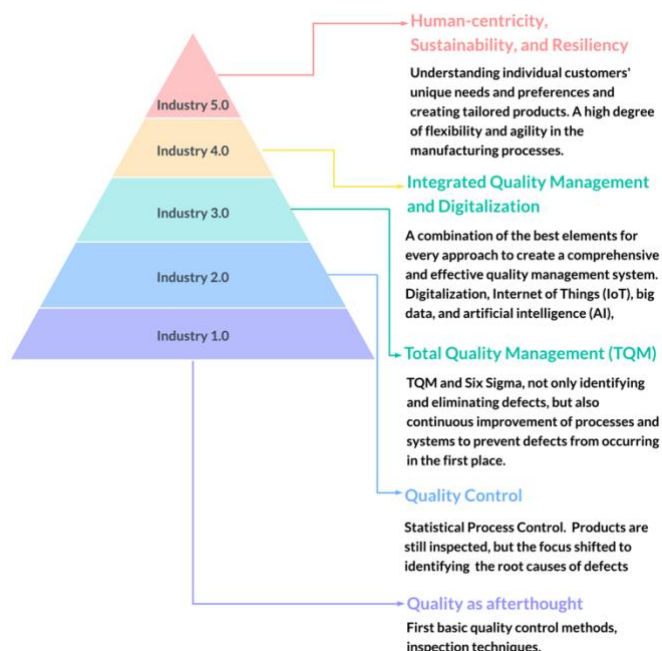 Human-centricity,
Sustainability, and Resiliency
Understanding individual customers'
unique needs and preferences and
creating tailored products. A high degree
of flexibility and agility in the
manufacturing processes.
Industry 5.0
Industry 4.0
Integrated Quality Management
and Digitalization
A combination of the best elements for
every approach to create a comprehensive
and effective quality management system.
Digitalization, Internet of Things (IoT), big
data, and artificial intelligence (AI),
Industry 3.0
Industry 2.0
Industry 1.0
Total Quality Management (TQM)
TQM and Six Sigma, not only identifying
and eliminating defects, but also
continuous improvement of processes and
systems to prevent defects from occurring
in the first place.
Quality Control
Statistical Process Control. Products are
still inspected, but the focus shifted to
identifying the root causes of defects
Quality as afterthought
First basic quality control methods,
inspection techniques.